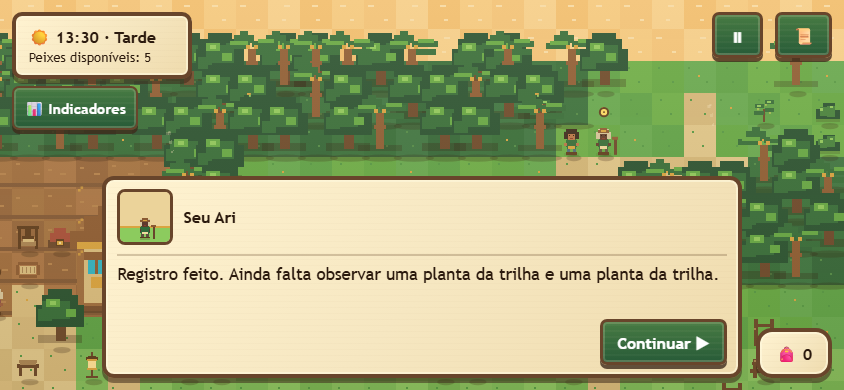 13:30 · Tarde
Peixes disponíveis: 5
Indicadores
Seu Ari
Registro feito. Ainda falta observar uma planta da trilha e uma planta da trilha.
Continuar ▶
0